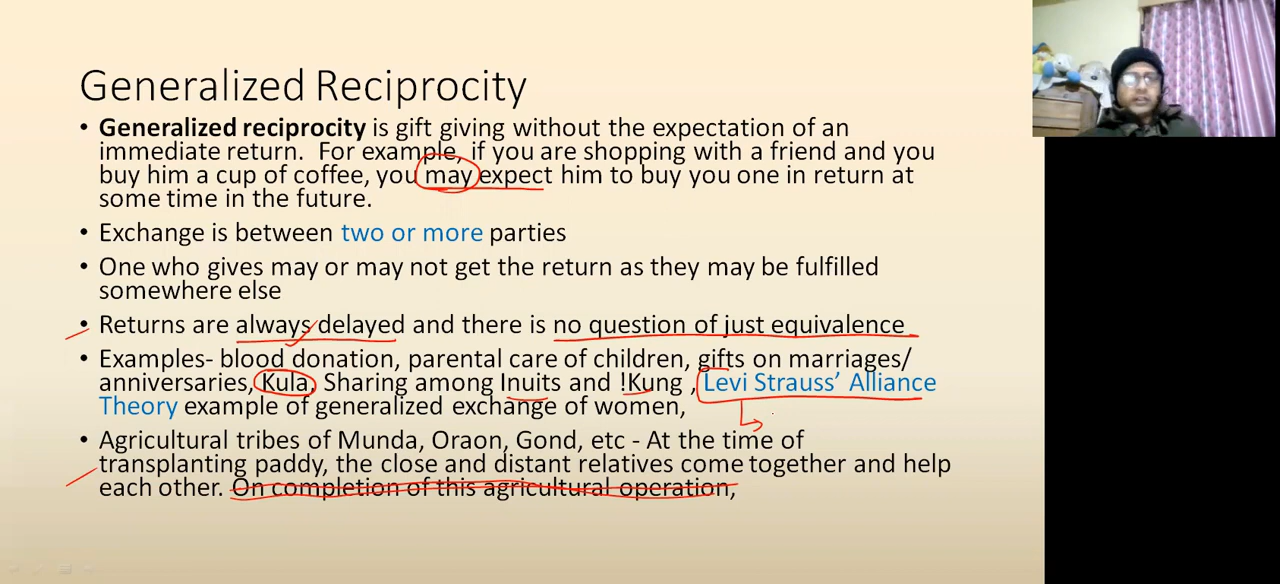 Generalized Reciprocity
• Generalized reciprocity is gift giving without the expectation of an
immediate return. For example, if you are shopping with a friend and you
buy him a cup of coffee, you may expect him to buy you one in return at
some time in the future.
• Exchange is between two or more parties
• One who gives may or may not get the return as they may be fulfilled
somewhere else
• Returns are always delayed and there is no question of just equivalence
• Examples- blood donation, parental care of children, gifts on marriages/
anniversaries, Kula, Sharing among Inuits and !Kung , Levi Strauss’ Alliance
Theory example of generalized exchange of women,
• Agricultural tribes of Munda, Oraon, Gond, etc - At the time of
transplanting paddy, the close and distant relatives come together and help
each other. On completion of this agricultural operation,